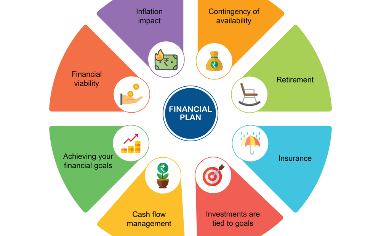 Inflation
impact
Contingency of
availability
Financial
viability
Retirement
FINANCIAL
PLAN
Achieving your
financial goals
Insurance
Cash flow
management
Investments are
tied to goals